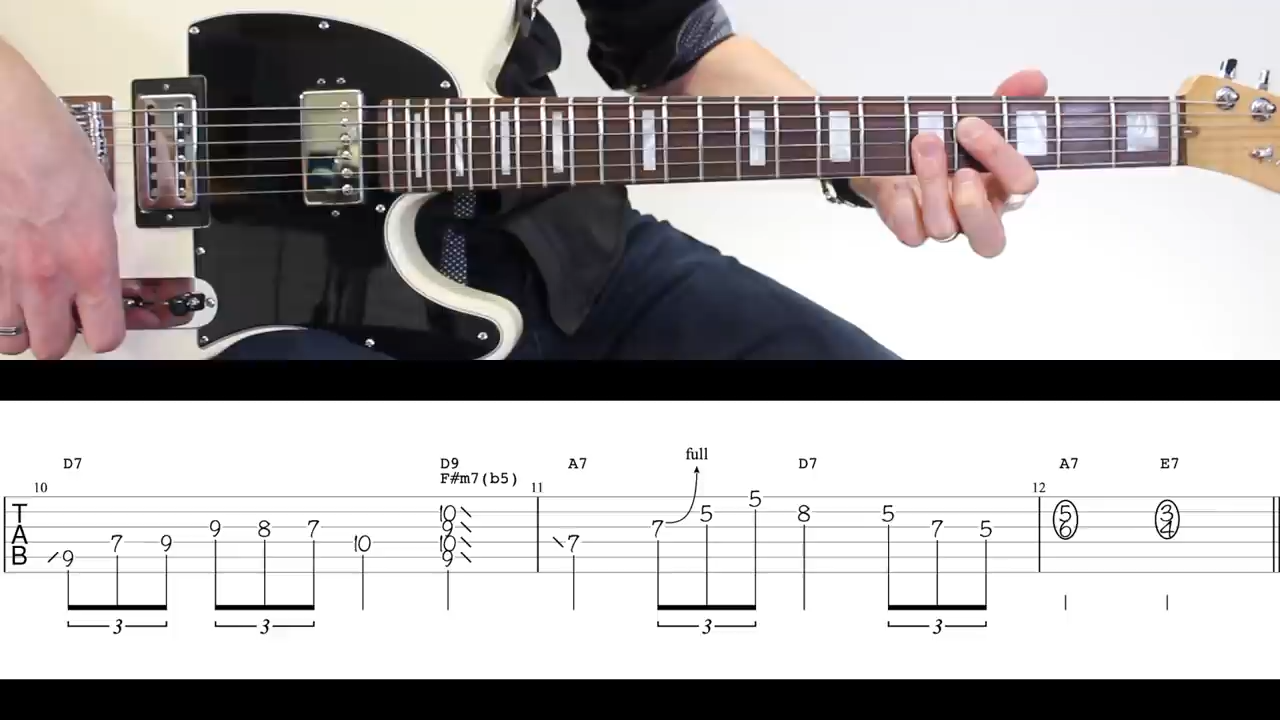 full
D7 D9 A7 D7 A7 E7
F#m7(b5)
10 11 12
T 10 5 5 8 5 5 3
A 9 8 7 9 7 7 5 6 4
B 7 9 10 10 7
9 9
3 3 3 3